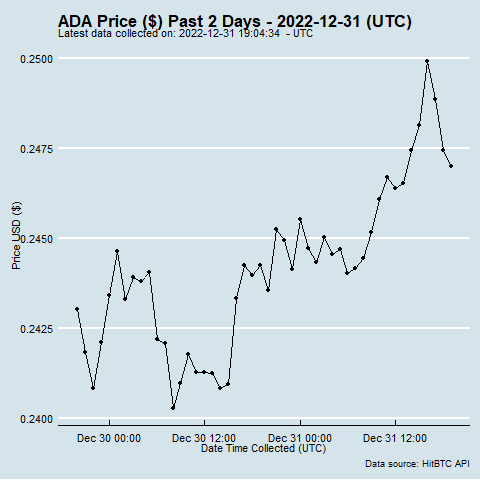 ADA Price ($) Past 2 Days - 2022-12-31 (UTC)
Latest data collected on: 2022-12-31 19:04:34 - UTC
0.2500
0.2475
0.2450
0.2425
0.2400
Price USD ($)
Dec 30 00:00 Dec 30 12:00 Dec 31 00:00 Dec 31 12:00
Date Time Collected (UTC)
Data source: HitBTC API